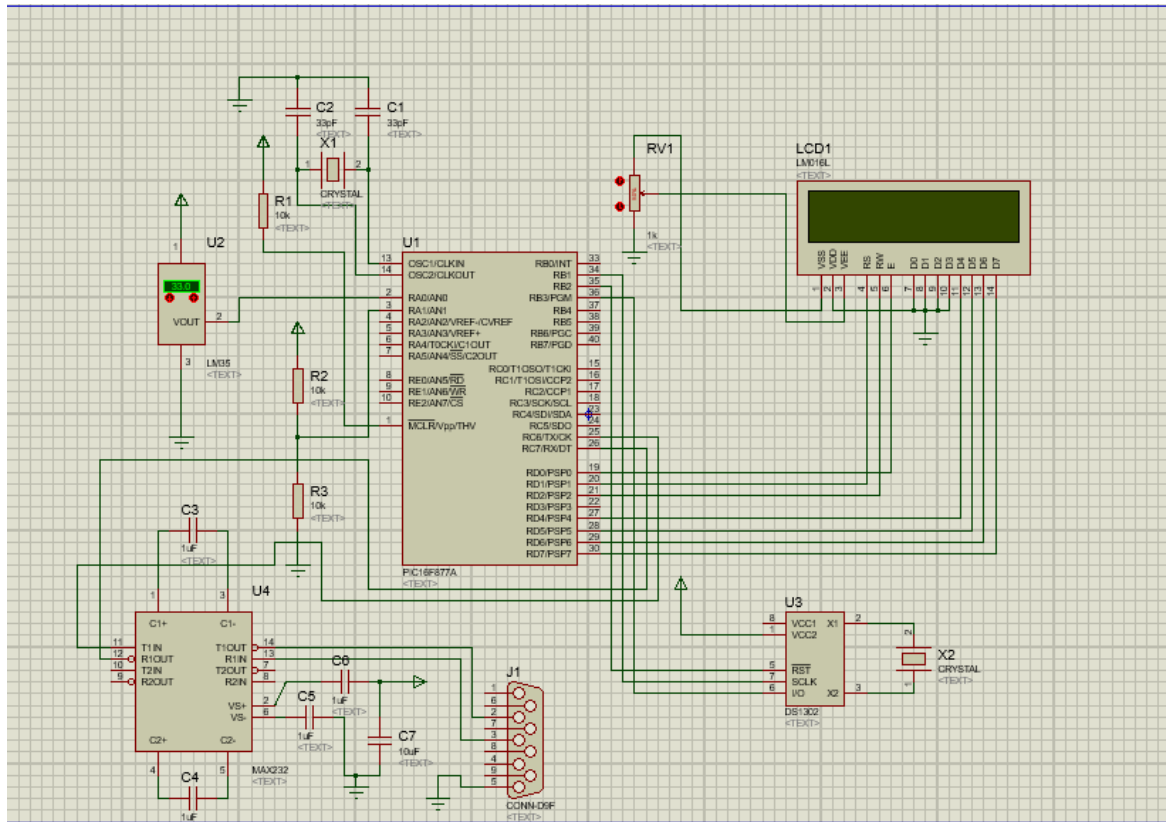 C2
33pF
<TEXT>
C1
33pF
<TEXT>
X1
1
2
CRYSTAL
<TEXT>
R1
10k
<TEXT>
U2
1
33.0
VOUT
2
3
LM35
<TEXT>
R2
10k
<TEXT>
R3
10k
<TEXT>
U1
13 OSC1/CLKIN
14 OSC2/CLKOUT
2 RA0/AN0
3 RA1/AN1
4 RA2/AN2/VREF-/CVREF
5 RA3/AN3/VREF+
6 RA4/T0CKI/C1OUT
7 RA5/AN4/SS/C2OUT
8 RE0/AN5/RD
9 RE1/AN6/WR
10 RE2/AN7/CS
1 MCLR/Vpp/THV
RB0/INT 33
RB1 34
RB2 35
RB3/PGM 36
RB4 37
RB5 38
RB6/PGC 39
RB7/PGD 40
RC0/T1OSO/T1CKI 15
RC1/T1OSI/CCP2 16
RC2/CCP1 17
RC3/SCK/SCL 18
RC4/SDI/SDA 23
RC5/SDO 24
RC6/TX/CK 25
RC7/RX/DT 26
RD0/PSP0 19
RD1/PSP1 20
RD2/PSP2 21
RD3/PSP3 22
RD4/PSP4 27
RD5/PSP5 28
RD6/PSP6 29
RD7/PSP7 30
PIC16F877A
<TEXT>
RV1
1k
<TEXT>
LCD1
LM016L
<TEXT>
VSS VDD VEE RS RW E D0 D1 D2 D3 D4 D5 D6 D7
1 2 3 4 5 6 7 8 9 10 11 12 13 14
C3
1uF
<TEXT>
U4
1 3
C1+ C1-
11 T1IN T1OUT 14
12 R1OUT R1IN 13
10 T2IN T2OUT 7
9 R2OUT R2IN 8
VS+ 2
VS- 6
C2+ C2-
4 5
MAX232
<TEXT>
C4
1uF
C6
1uF
<TEXT>
C5
1uF
<TEXT>
C7
10uF
<TEXT>
J1
1
6
2
7
3
8
4
9
5
CONN-D9F
<TEXT>
U3
8 VCC1 X1 2
1 VCC2
5 RST
7 SCLK
6 I/O X2 3
DS1302
<TEXT>
2
X2
CRYSTAL
<TEXT>
1